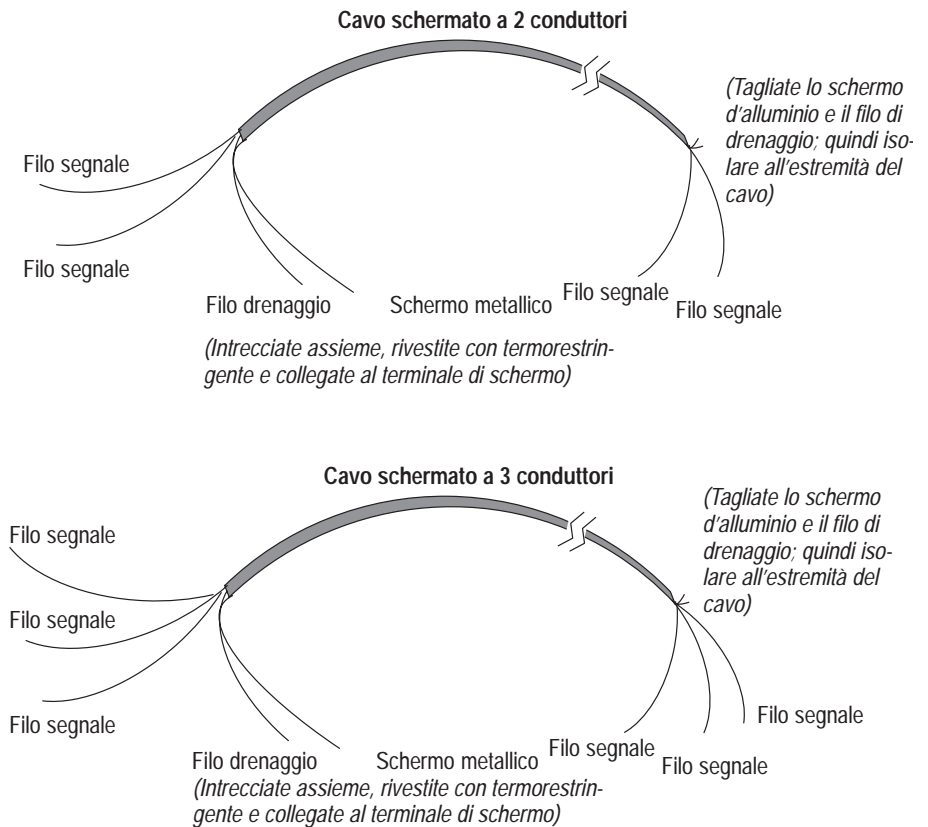 Cavo schermato a 2 conduttori
(Tagliate lo schermo
d'alluminio e il filo di
drenaggio; quindi iso-
lare all'estremità del
cavo)
Filo segnale
Filo segnale
Filo drenaggio
Schermo metallico
Filo segnale
Filo segnale
(Intrecciate assieme, rivestite con termorestrin-
gente e collegate al terminale di schermo)
Cavo schermato a 3 conduttori
(Tagliate lo schermo
d'alluminio e il filo di
drenaggio; quindi iso-
lare all'estremità del
cavo)
Filo segnale
Filo segnale
Filo segnale
Filo drenaggio
Schermo metallico
Filo segnale
Filo segnale
Filo segnale
(Intrecciate assieme, rivestite con termorestrin-
gente e collegate al terminale di schermo)